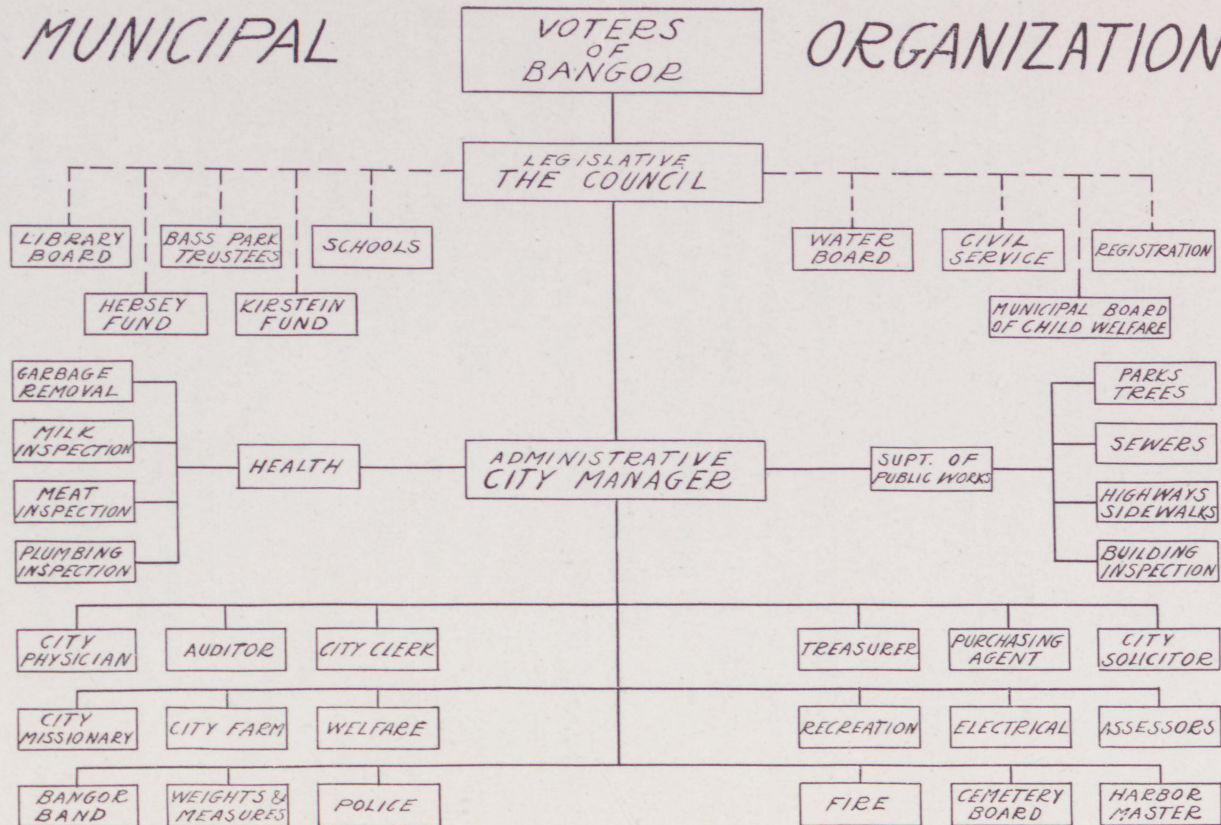 MUNICIPAL
VOTERS
OF
BANGOR
ORGANIZATION
LEGISLATIVE
THE COUNCIL
LIBRARY
BOARD
BASS PARK
TRUSTEES
SCHOOLS
WATER
BOARD
CIVIL
SERVICE
REGISTRATION
HERSEY
FUND
KIRSTEIN
FUND
MUNICIPAL BOARD
OF CHILD WELFARE
GARBAGE
REMOVAL
MILK
INSPECTION
MEAT
INSPECTION
PLUMBING
INSPECTION
HEALTH
ADMINISTRATIVE
CITY MANAGER
SUPT. OF
PUBLIC WORKS
PARKS
TREES
SEWERS
HIGHWAYS
SIDEWALKS
BUILDING
INSPECTION
CITY
PHYSICIAN
AUDITOR
CITY CLERK
TREASURER
PURCHASING
AGENT
CITY
SOLICITOR
CITY
MISSIONARY
CITY FARM
WELFARE
RECREATION
ELECTRICAL
ASSESSORS
BANGOR
BAND
WEIGHTS &
MEASURES
POLICE
FIRE
CEMETERY
BOARD
HARBOR
MASTER